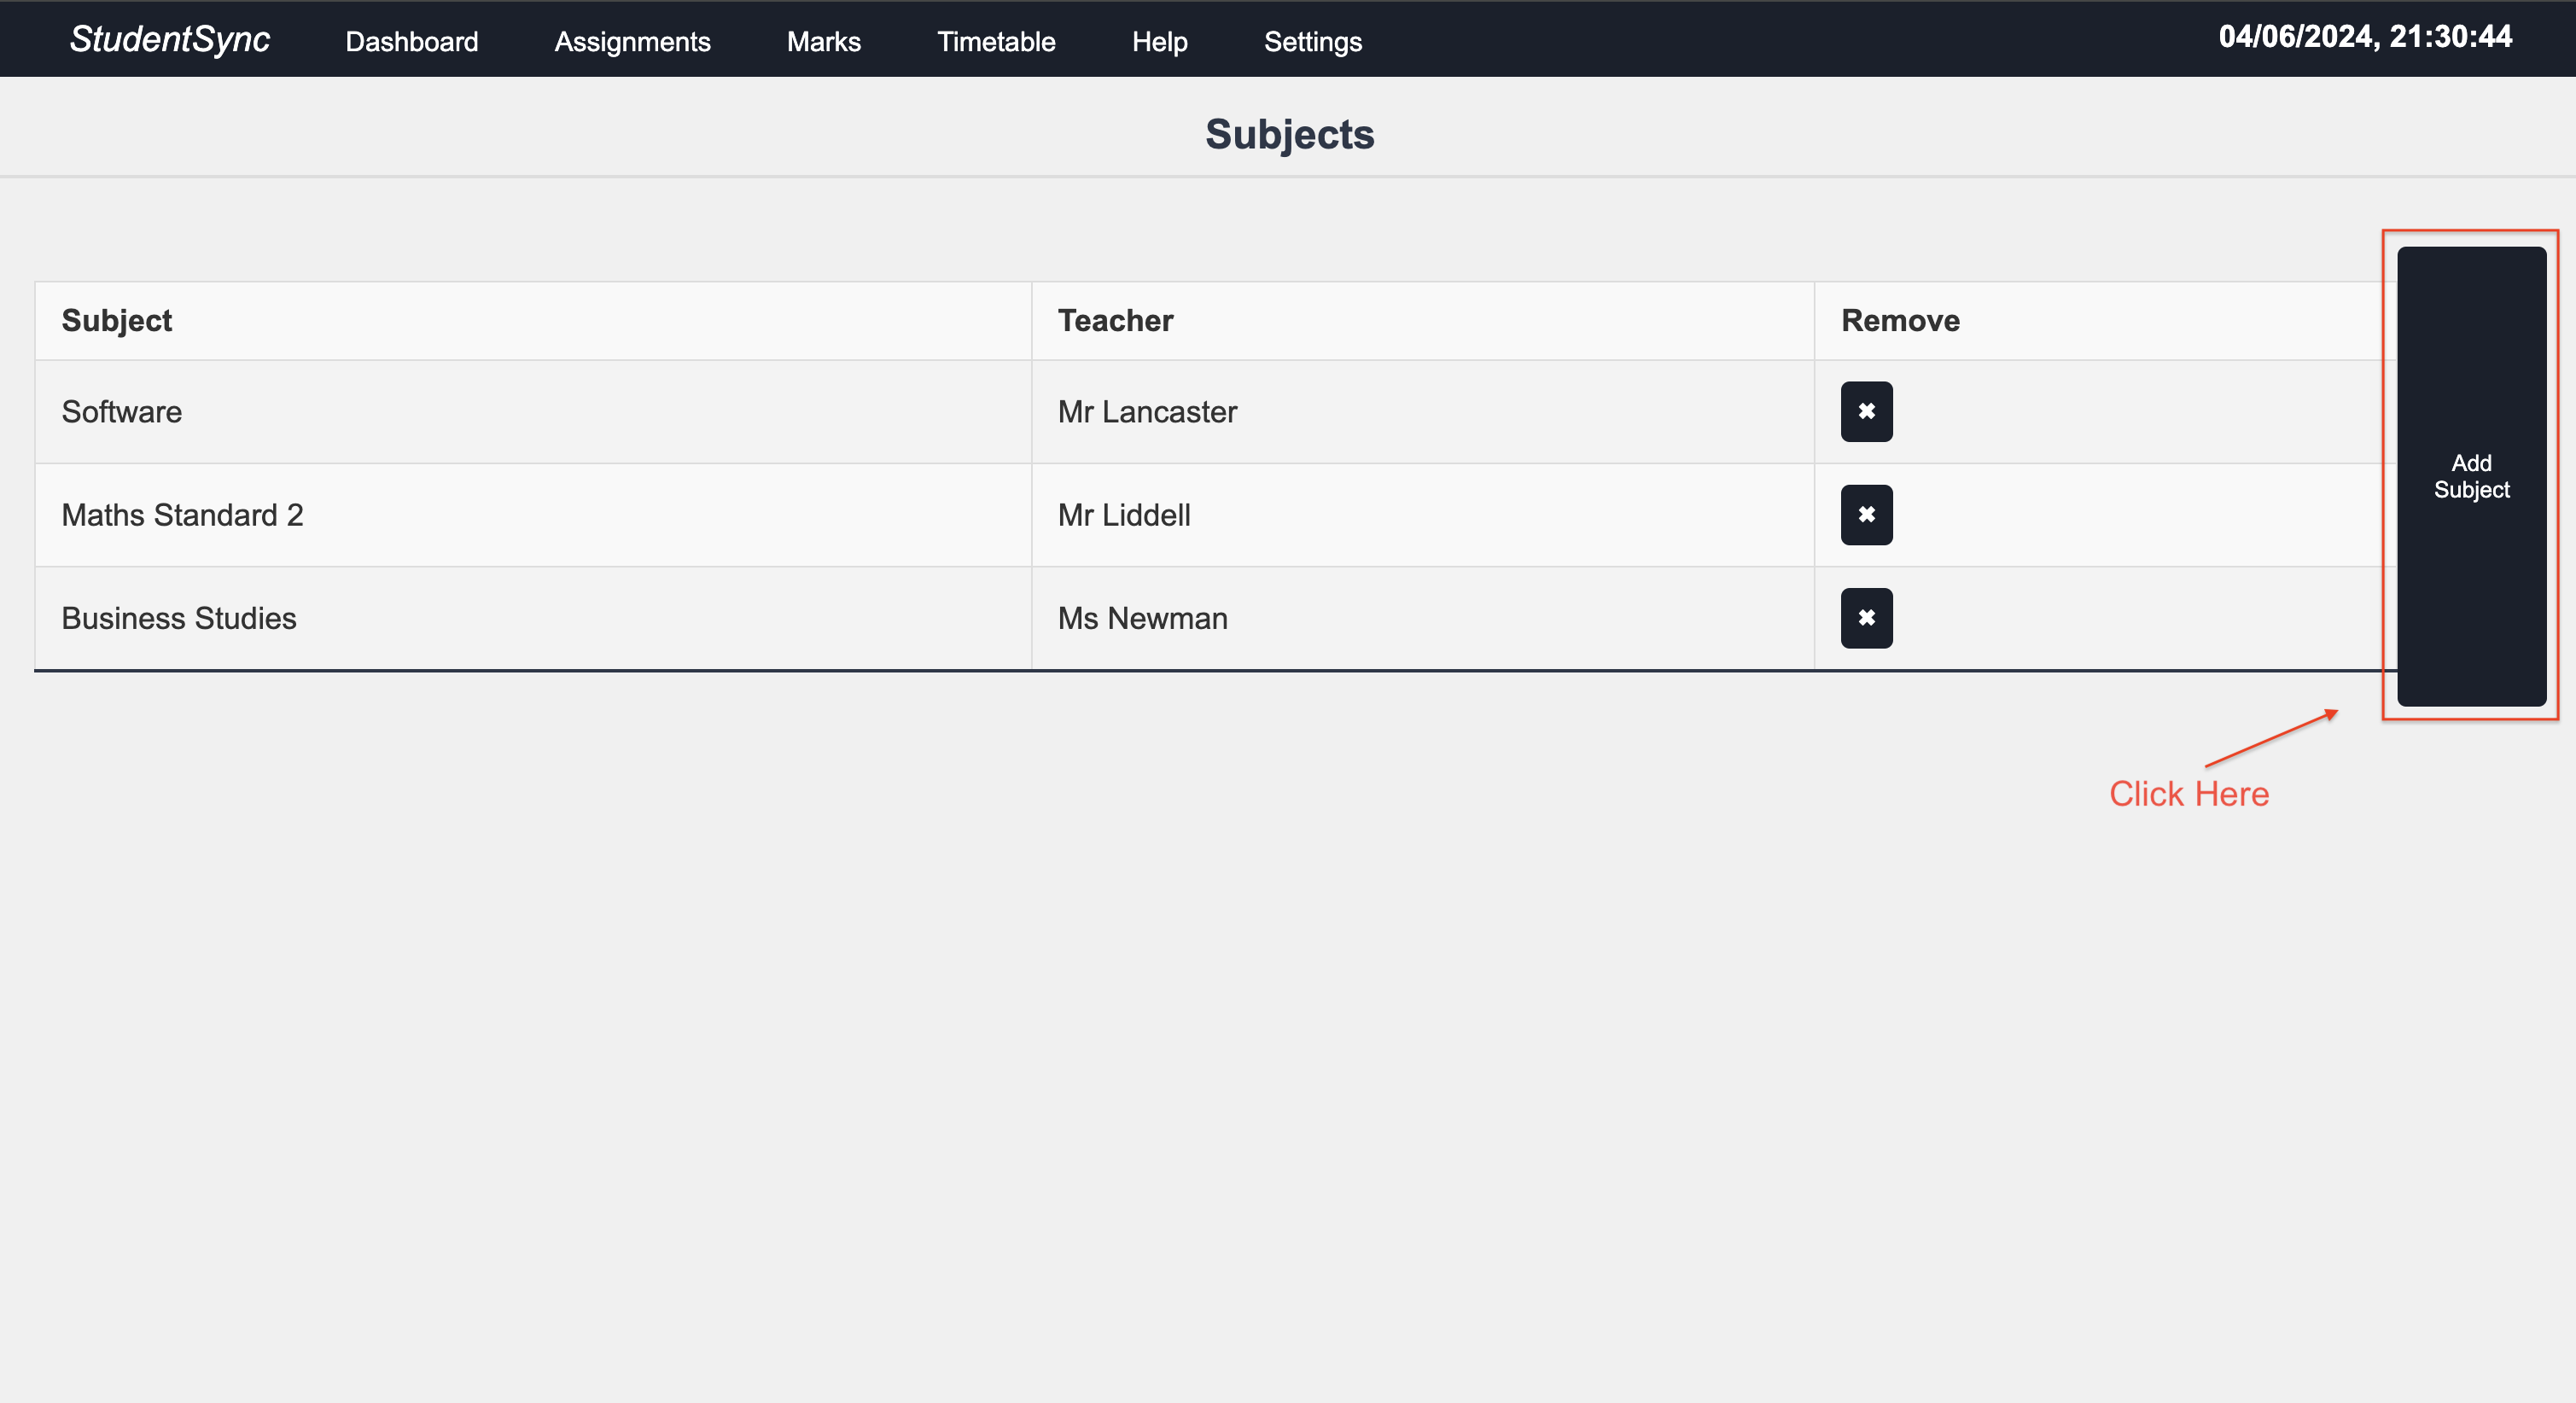 StudentSync Dashboard Assignments Marks Timetable Help Settings 04/06/2024, 21:30:44
Subjects
Subject Teacher Remove
Software Mr Lancaster ✖
Maths Standard 2 Mr Liddell ✖
Business Studies Ms Newman ✖
Add
Subject
Click Here